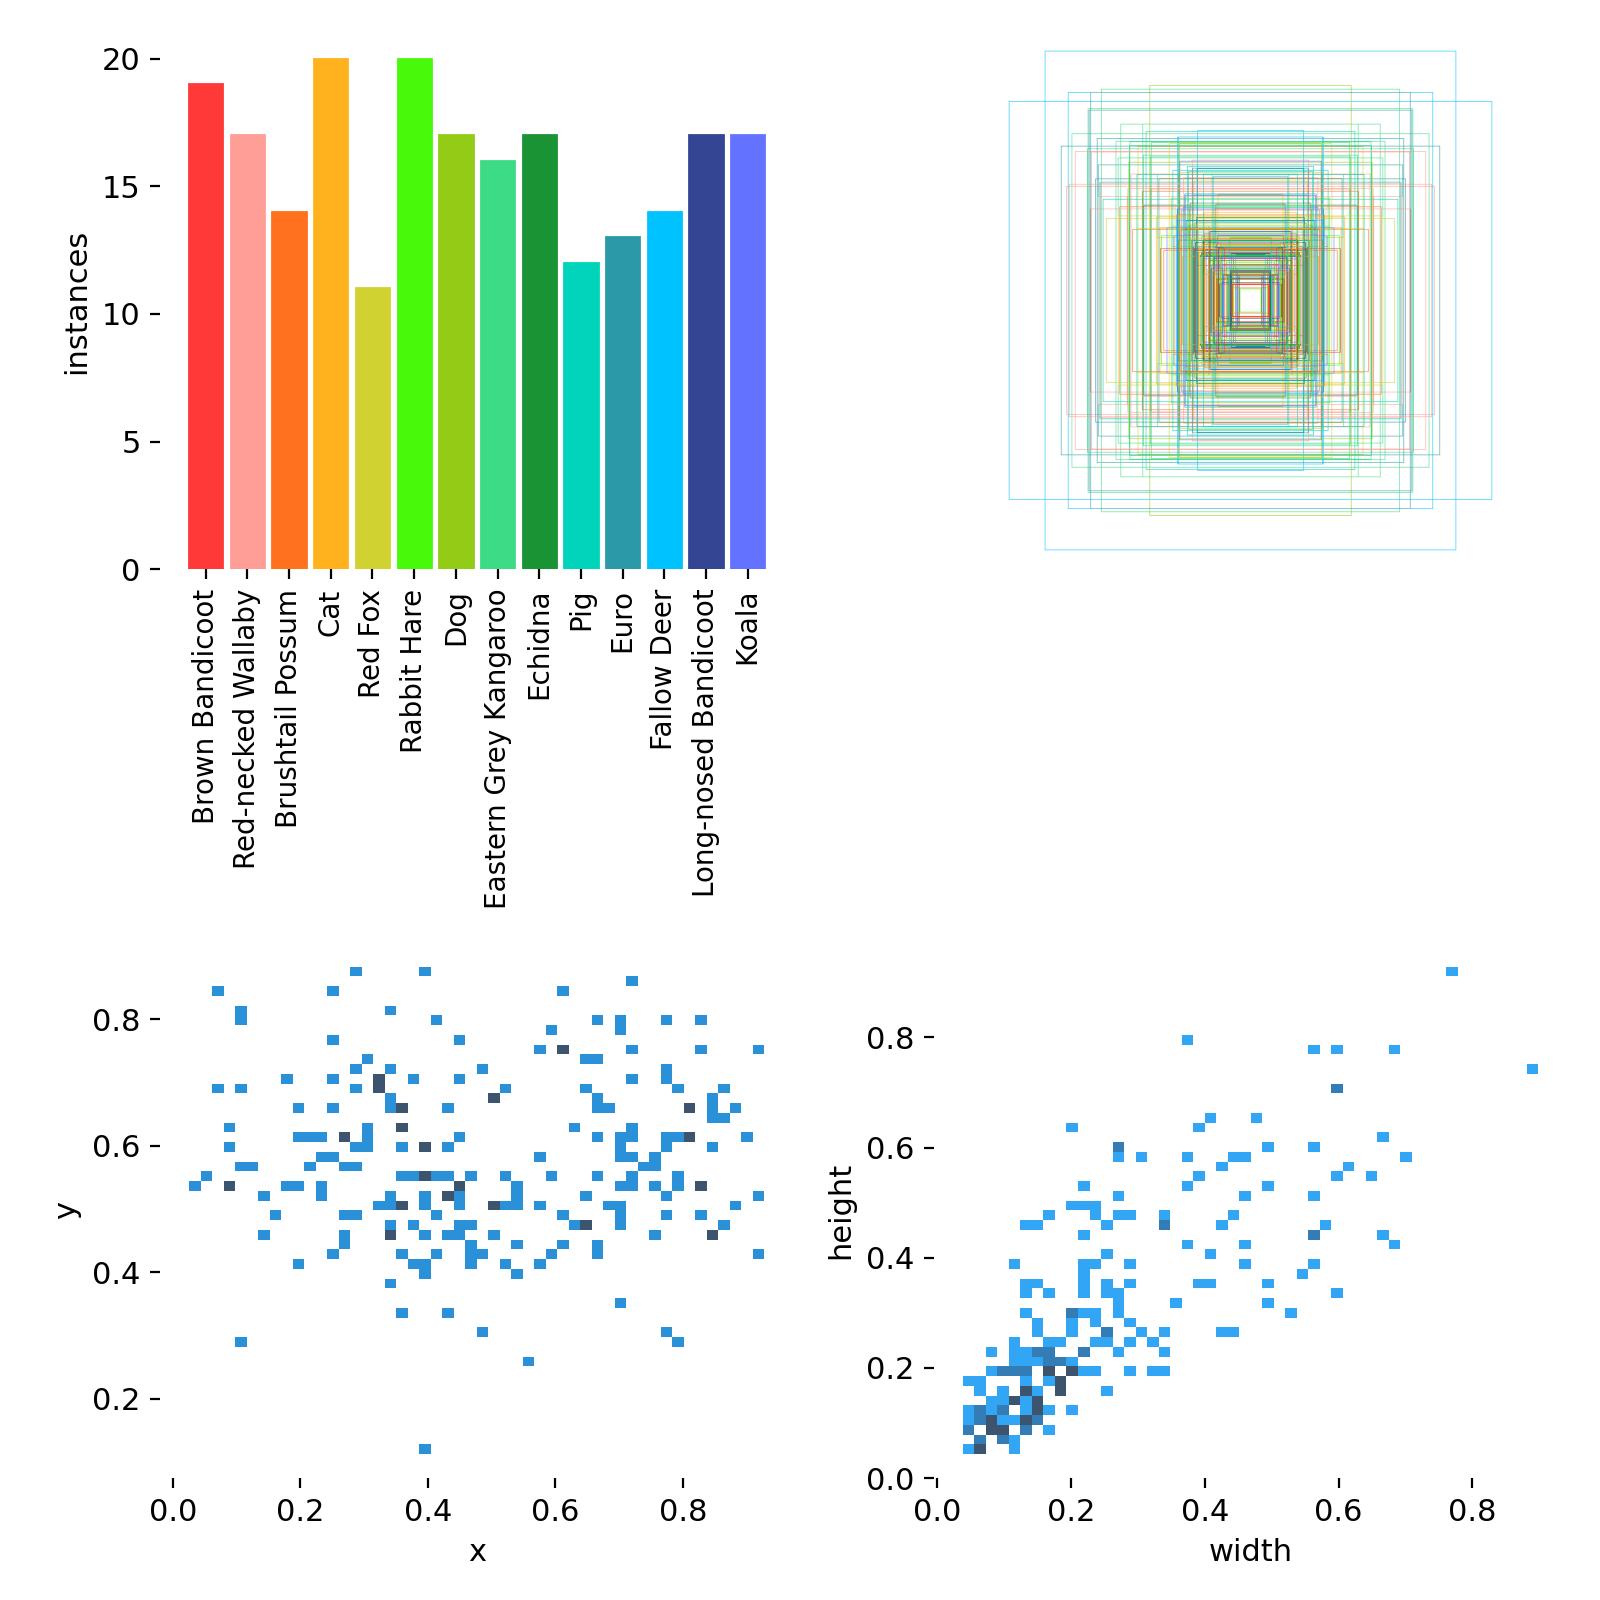 20
15
10
5
0
instances
Brown Bandicoot
Red-necked Wallaby
Brushtail Possum
Cat
Red Fox
Rabbit Hare
Dog
Eastern Grey Kangaroo
Echidna
Pig
Euro
Fallow Deer
Long-nosed Bandicoot
Koala
0.8
0.6
0.4
0.2
y
0.0 0.2 0.4 0.6 0.8
x
0.8
0.6
0.4
0.2
0.0
height
0.0 0.2 0.4 0.6 0.8
width